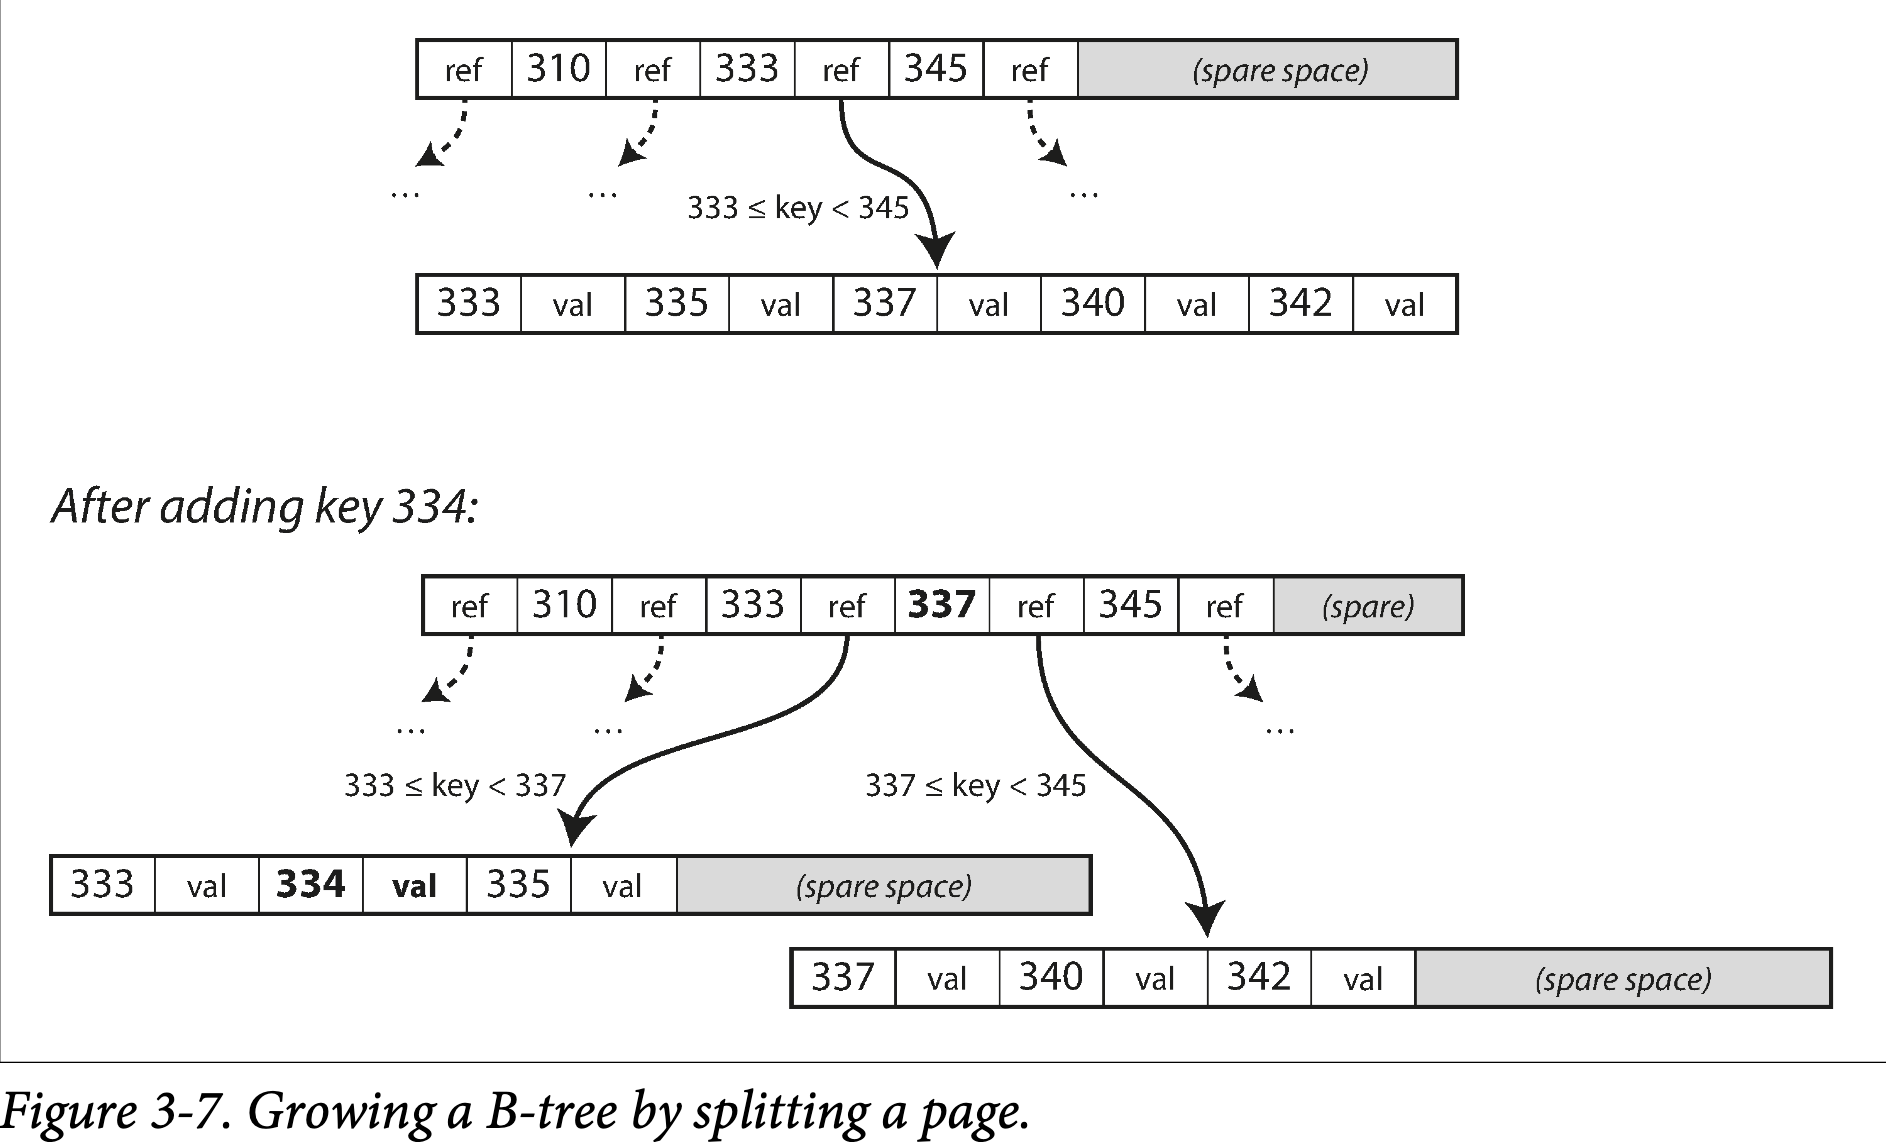 ref 310 ref 333 ref 345 ref (spare space)
... ... ...
333 ≤ key < 345
333 val 335 val 337 val 340 val 342 val
After adding key 334:
ref 310 ref 333 ref 337 ref 345 ref (spare)
... ... ...
333 ≤ key < 337 337 ≤ key < 345
333 val 334 val 335 val (spare space)
337 val 340 val 342 val (spare space)
Figure 3-7. Growing a B-tree by splitting a page.